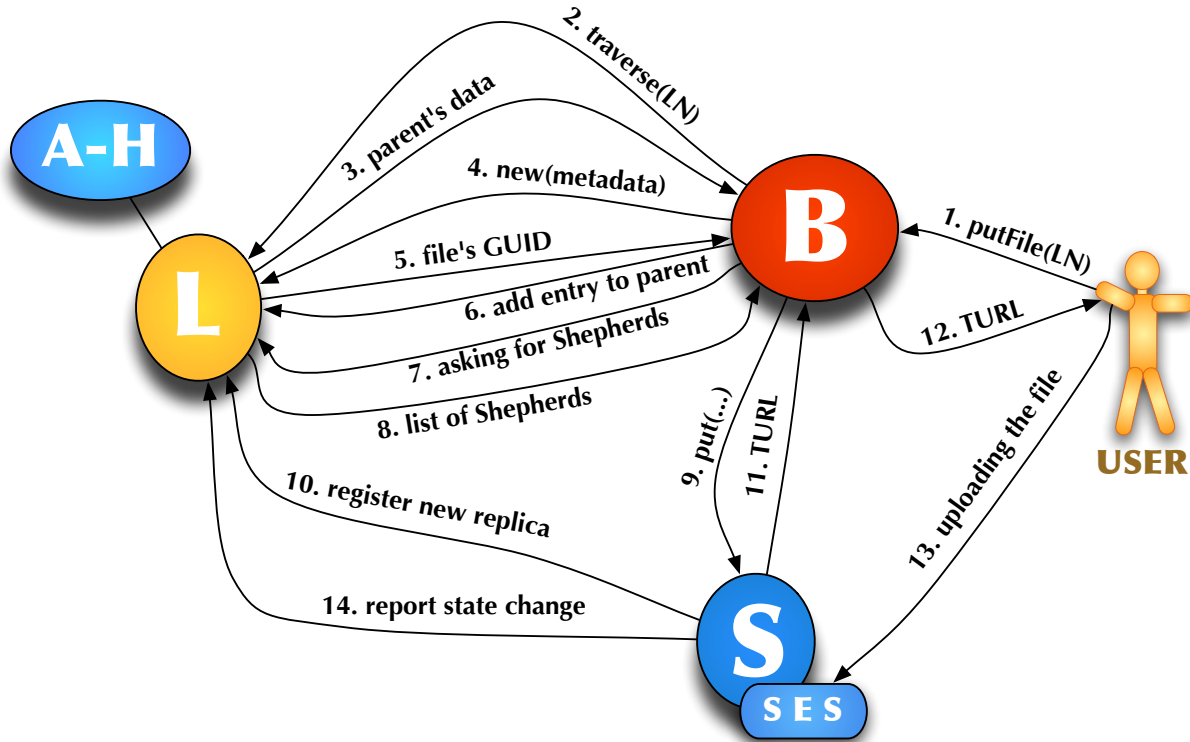 2. traverse(LN)
3. parent's data
A-H
4. new(metadata)
B
1. putFile(LN)
5. file's GUID
L
6. add entry to parent
12. TURL
7. asking for Shepherds
8. list of Shepherds
9. put(...)
11. TURL
USER
13. uploading the file
10. register new replica
14. report state change
S
S E S